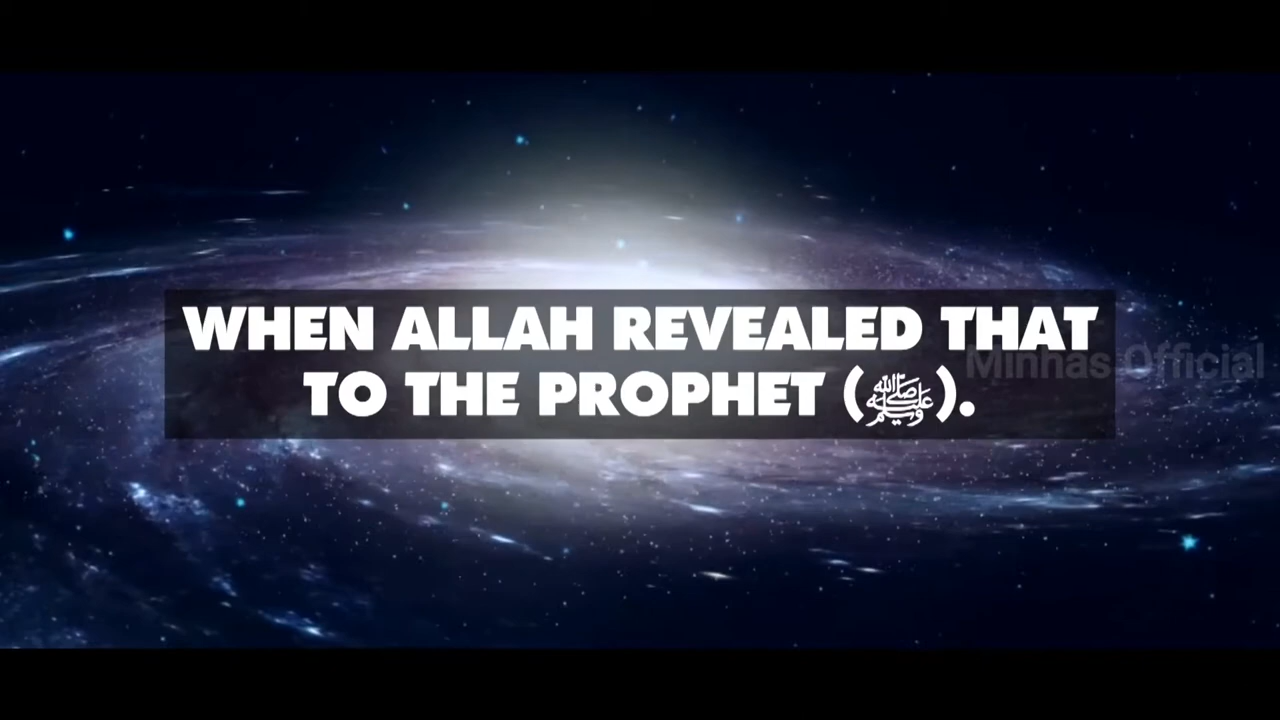 WHEN ALLAH REVEALED THAT
TO THE PROPHET (ﷺ).
Minhas Official